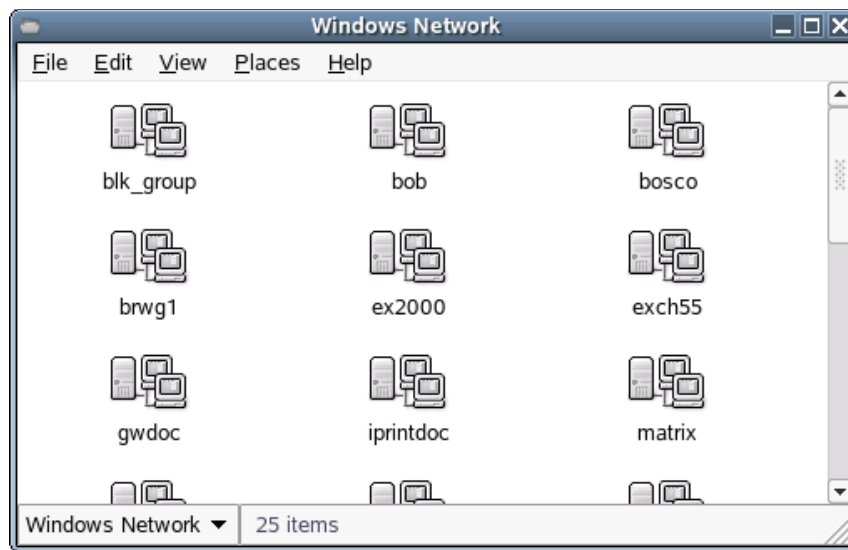 Windows Network
File Edit View Places Help
blk_group bob bosco
brwg1 ex2000 exch55
gwdoc iprintdoc matrix
Windows Network 25 items